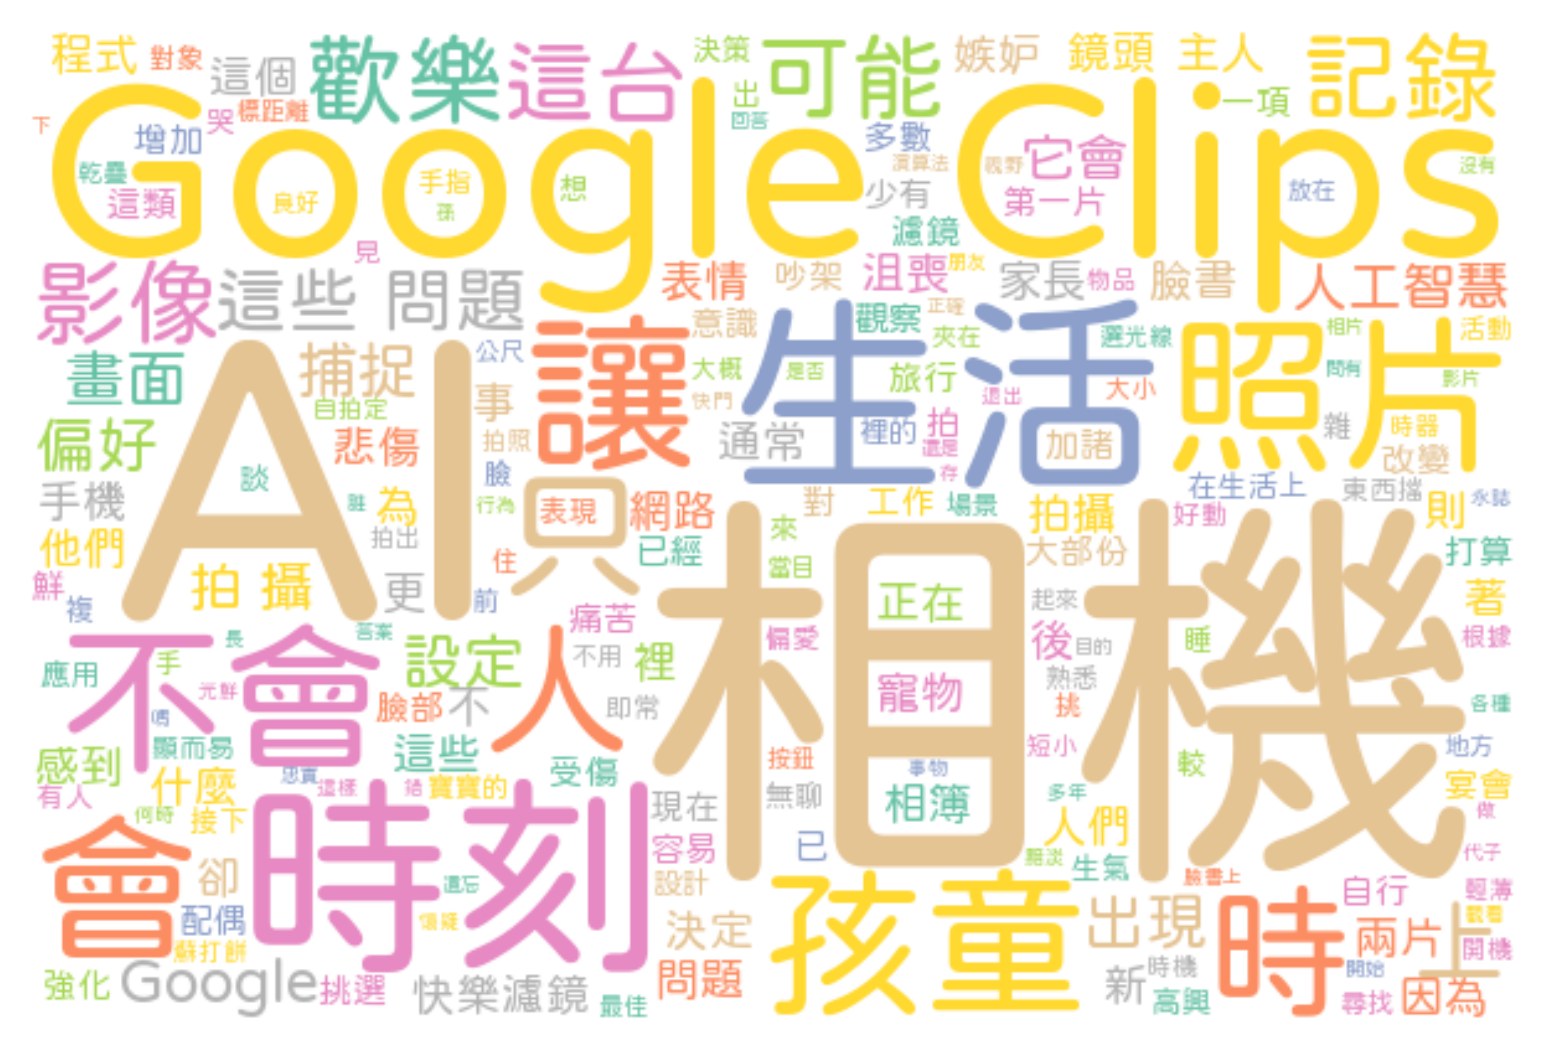 程式 對象 這個 歡樂 這台 決策 可能 嫉妒 鏡頭 主人 記錄
下 增加 哭 標距離 出 回答 一項
Google Clips
乾疊 這類 良好 手指 孫 想 多數 演算法 少有 視野 它會 第一片 放在 沒有
見 濾鏡
影像 這些 問題 表情 吵架 沮喪 朋友 家長 物品 臉書 人工智慧
畫面 捕捉 公尺 讓 意識 觀察 正確 生活 照片 相片 活動
自拍定 事 大概 是否 夾在 選光線 問有 影片
偏好 悲傷 拍照 快門 旅行 退出 大小
談 臉 通常 裡的 拍 還是 加諸 雜 時器 改變
手機 誰 為 行為 表現 網路 對 工作 存 場景 在生活上 東西擋 永誌
AI 只 相機
他們 拍出 住 已經 來 拍攝 好動 則
鮮 拍 攝 更 前 當目 大部份 打算
複 痛苦 正在 起來 著
不會 長 答案 設定 人 不用 裡 偏愛 後 目的 睡 根據
應用 手 光鮮 臉部 不 即常 寵物 熟悉 挑 各種
嗎 顯而易 這些 短小 地方
感到 什麼 忠實 這樣 捨 寶寶的 受傷 按鈕 事物 較 宴會
有人 何時 接下 時刻 現在 無聊 相簿 多年 人們 做
會 卻 遺忘 容易 已 黯淡 生氣 代子
配偶 懷疑 設計 孩童 臉書上 自行 輕薄
蘇打餅 決定 出現 時 兩片 上 觀看
強化 Google 挑選 快樂濾鏡 最佳 問題 新 時機 開始 開機
高興 尋找 因為